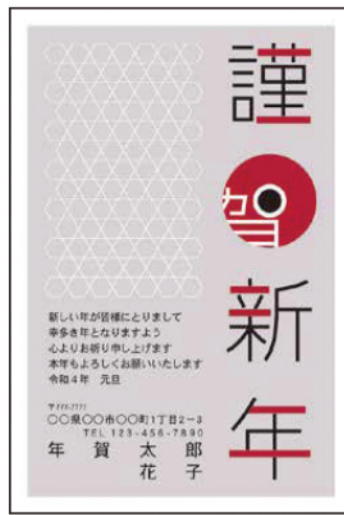 謹賀新年
新しい年が皆様にとりまして
幸多き年となりますよう
心よりお祈り申し上げます
本年もよろしくお願いいたします
令和4年 元旦
〒777-7777
○○県○○市○○町1丁目2-3
TEL 123-456-7890
年賀太郎
花子